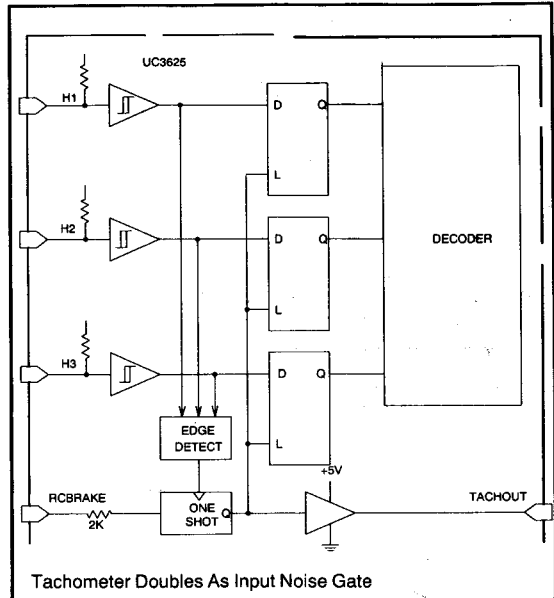 UC3625
H1
D Q
L
H2
D Q
DECODER
L
H3
D Q
L
EDGE
DETECT
+5V
RCBRAKE
2K
ONE
SHOT
Q
TACHOUT
Tachometer Doubles As Input Noise Gate